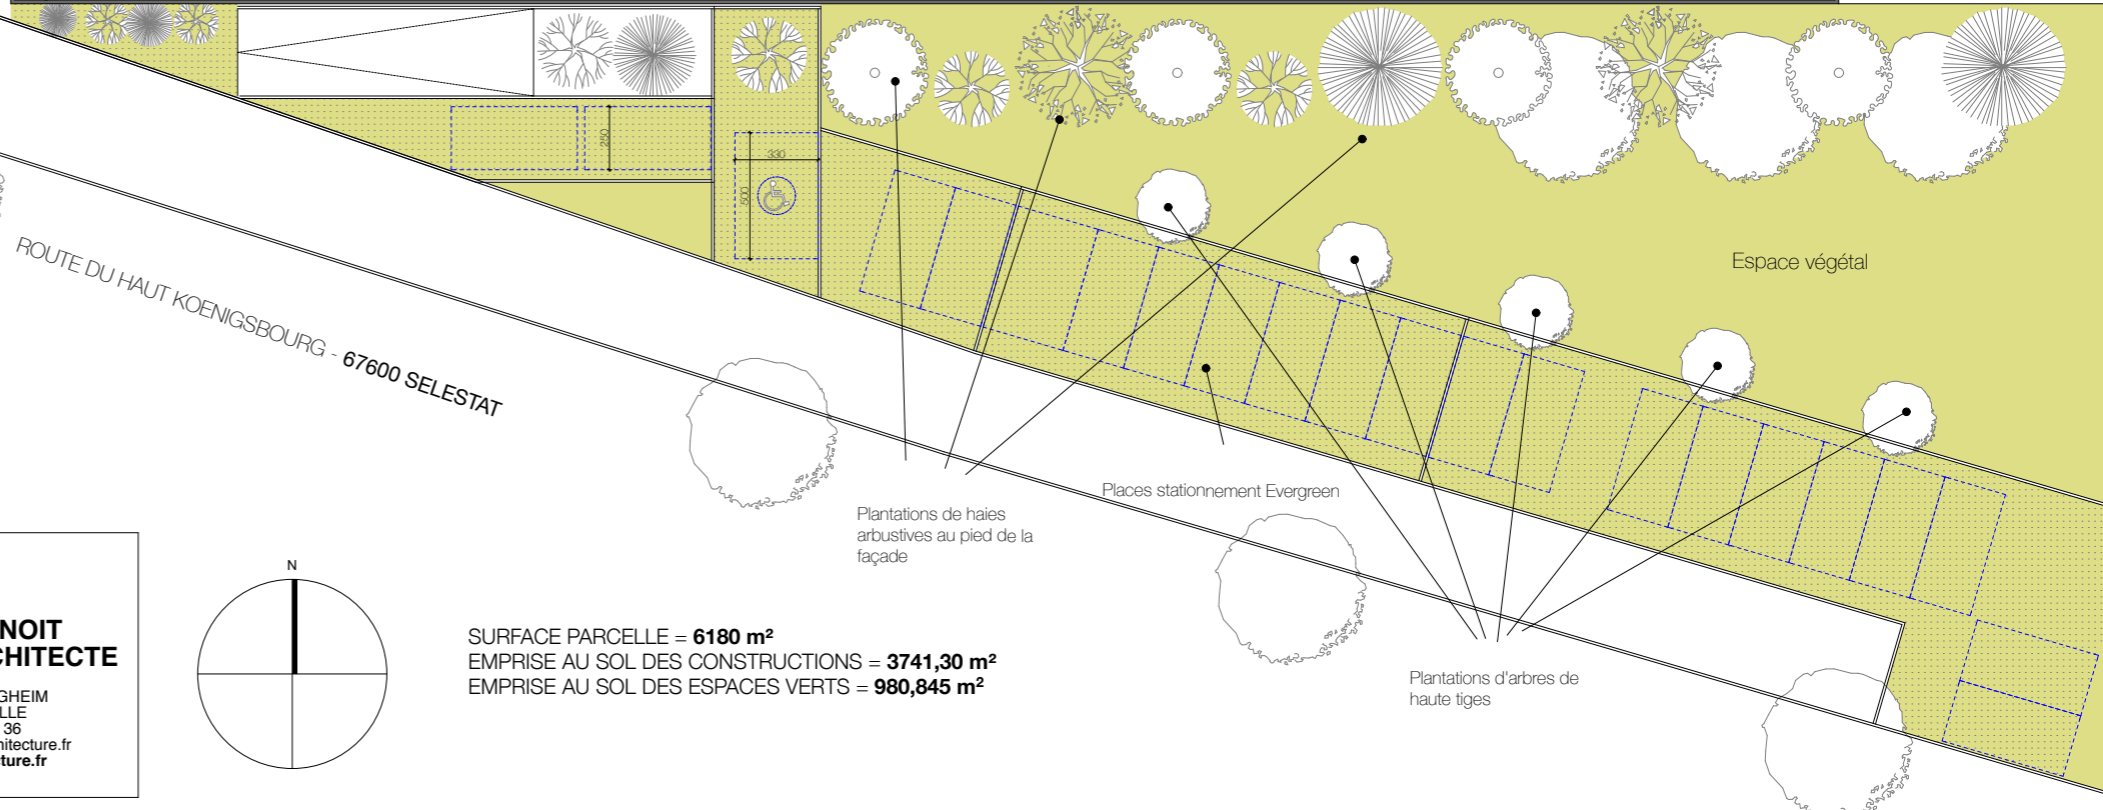 250
330
500
Espace végétal
ROUTE DU HAUT KOENIGSBOURG - 67600 SELESTAT
Places stationnement Evergreen
Plantations de haies
arbustives au pied de la
façade
Plantations d'arbres de
haute tiges
N
SURFACE PARCELLE = 6180 m²
EMPRISE AU SOL DES CONSTRUCTIONS = 3741,30 m²
EMPRISE AU SOL DES ESPACES VERTS = 980,845 m²
NOIT
CHITECTE
GHEIM
LLE
36
hitecture.fr
cture.fr